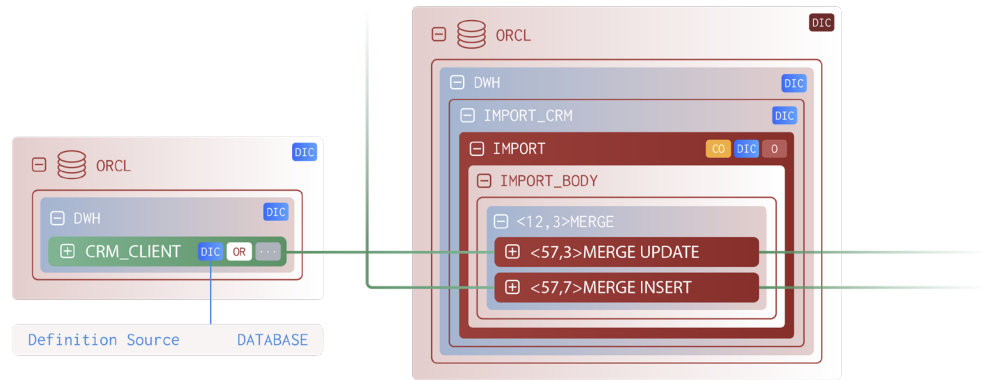 DIC
ORCL
DWH DIC
IMPORT_CRM DIC
IMPORT CO DIC O
IMPORT_BODY
<12,3>MERGE
<57,3>MERGE UPDATE
<57,7>MERGE INSERT
ORCL DIC
DWH DIC
CRM_CLIENT DIC OR ...
Definition Source DATABASE